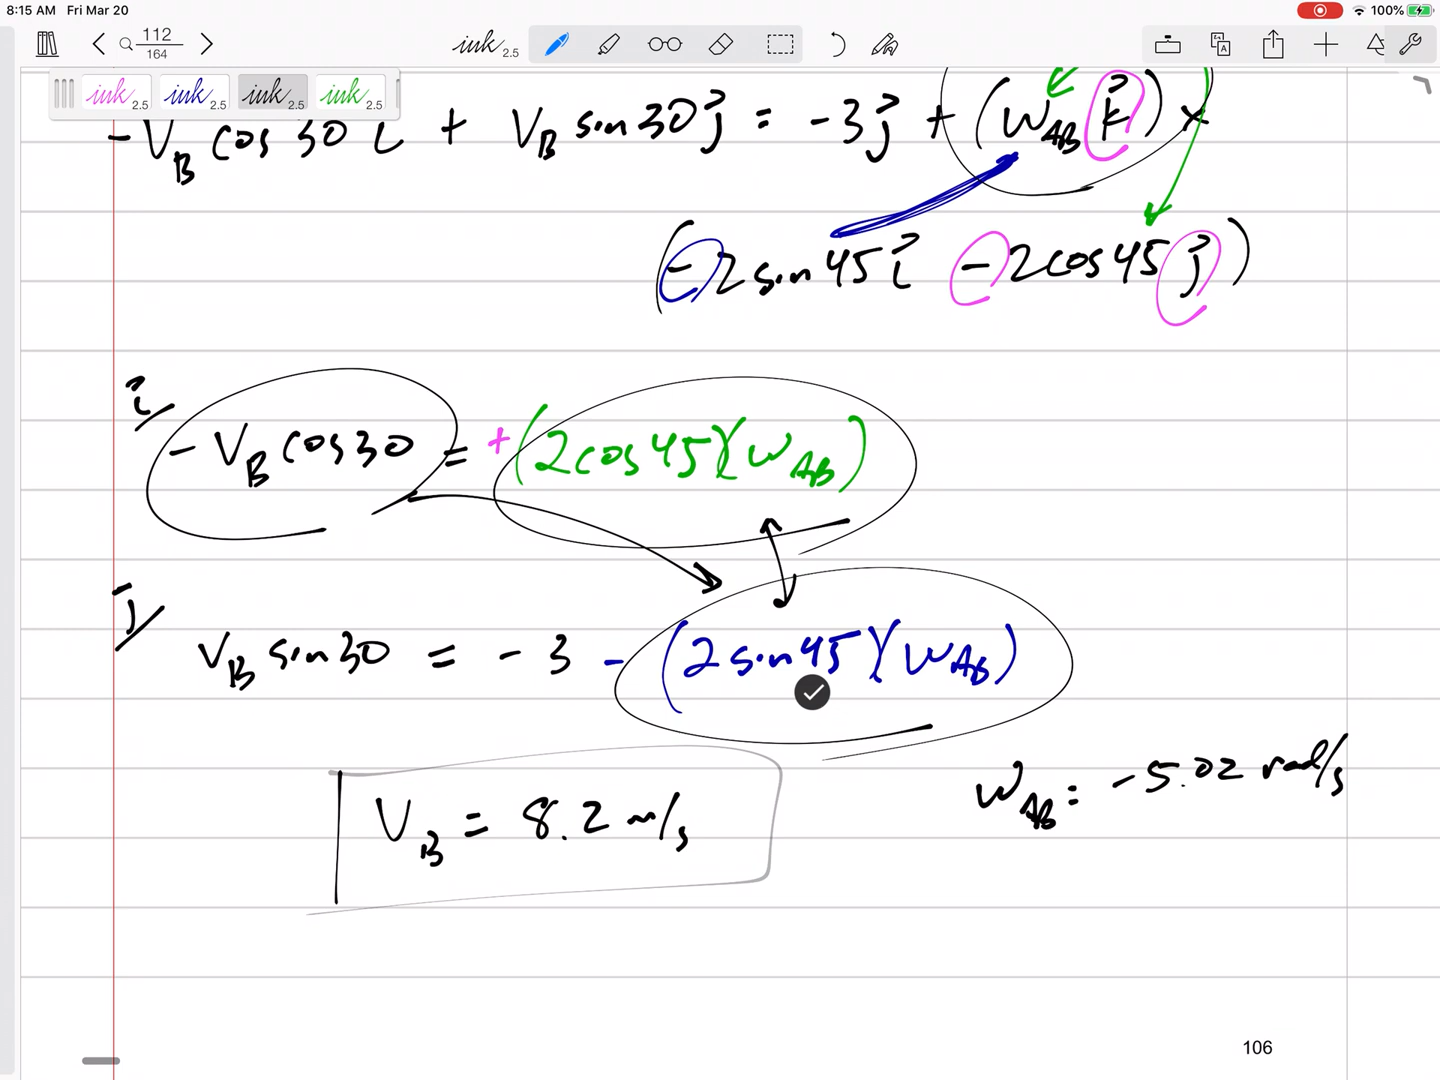 8:15 AM Fri Mar 20
100%
112
164
ink 2.5
ink 2.5 ink 2.5 ink 2.5 ink 2.5
-V_B cos 30 i + V_B sin 30 j = -3j + (W_AB k) x
(-2 sin 45 i - 2 cos 45 j)
i
-V_B cos 30 = +(2 cos 45)(W_AB)
j
V_B sin 30 = -3 - (2 sin 45)(W_AB)
W_AB = -5.02 rad/s
V_B = 8.2 m/s
106